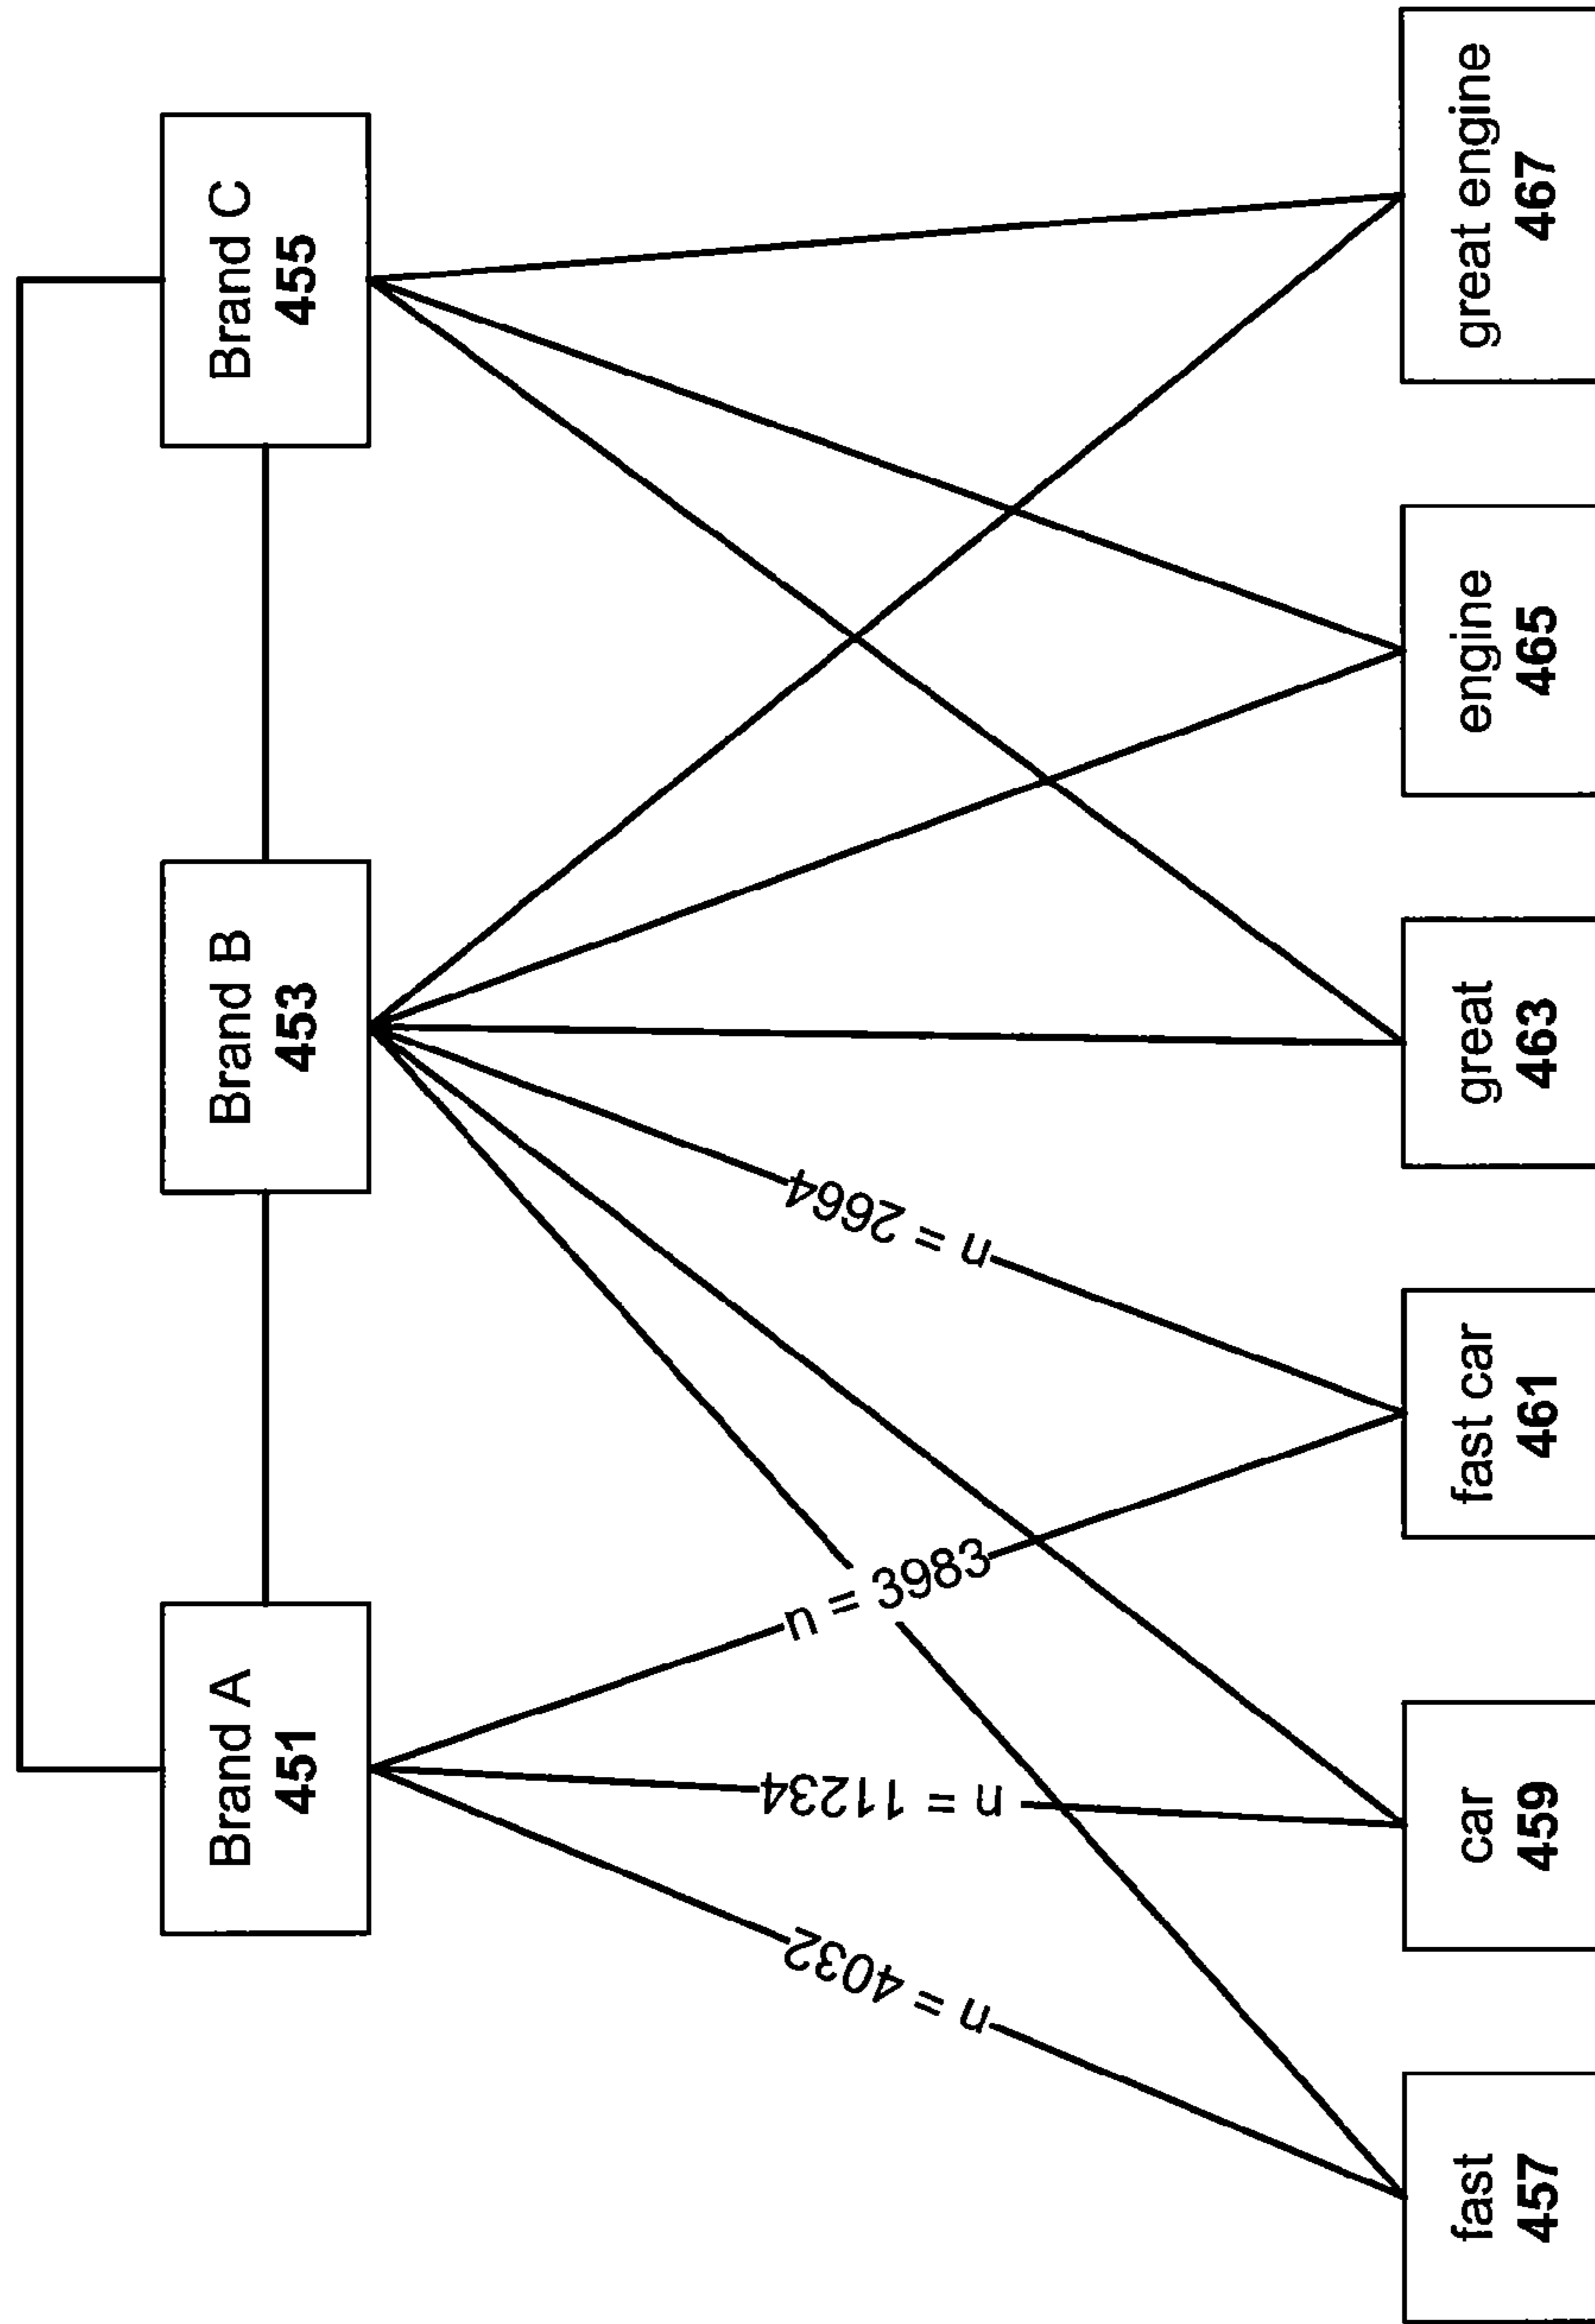 Brand A
451
Brand B
453
Brand C
455
n = 4032
n = 11234
n = 3983
n = 2664
fast
457
car
459
fast car
461
great
463
engine
465
great engine
467